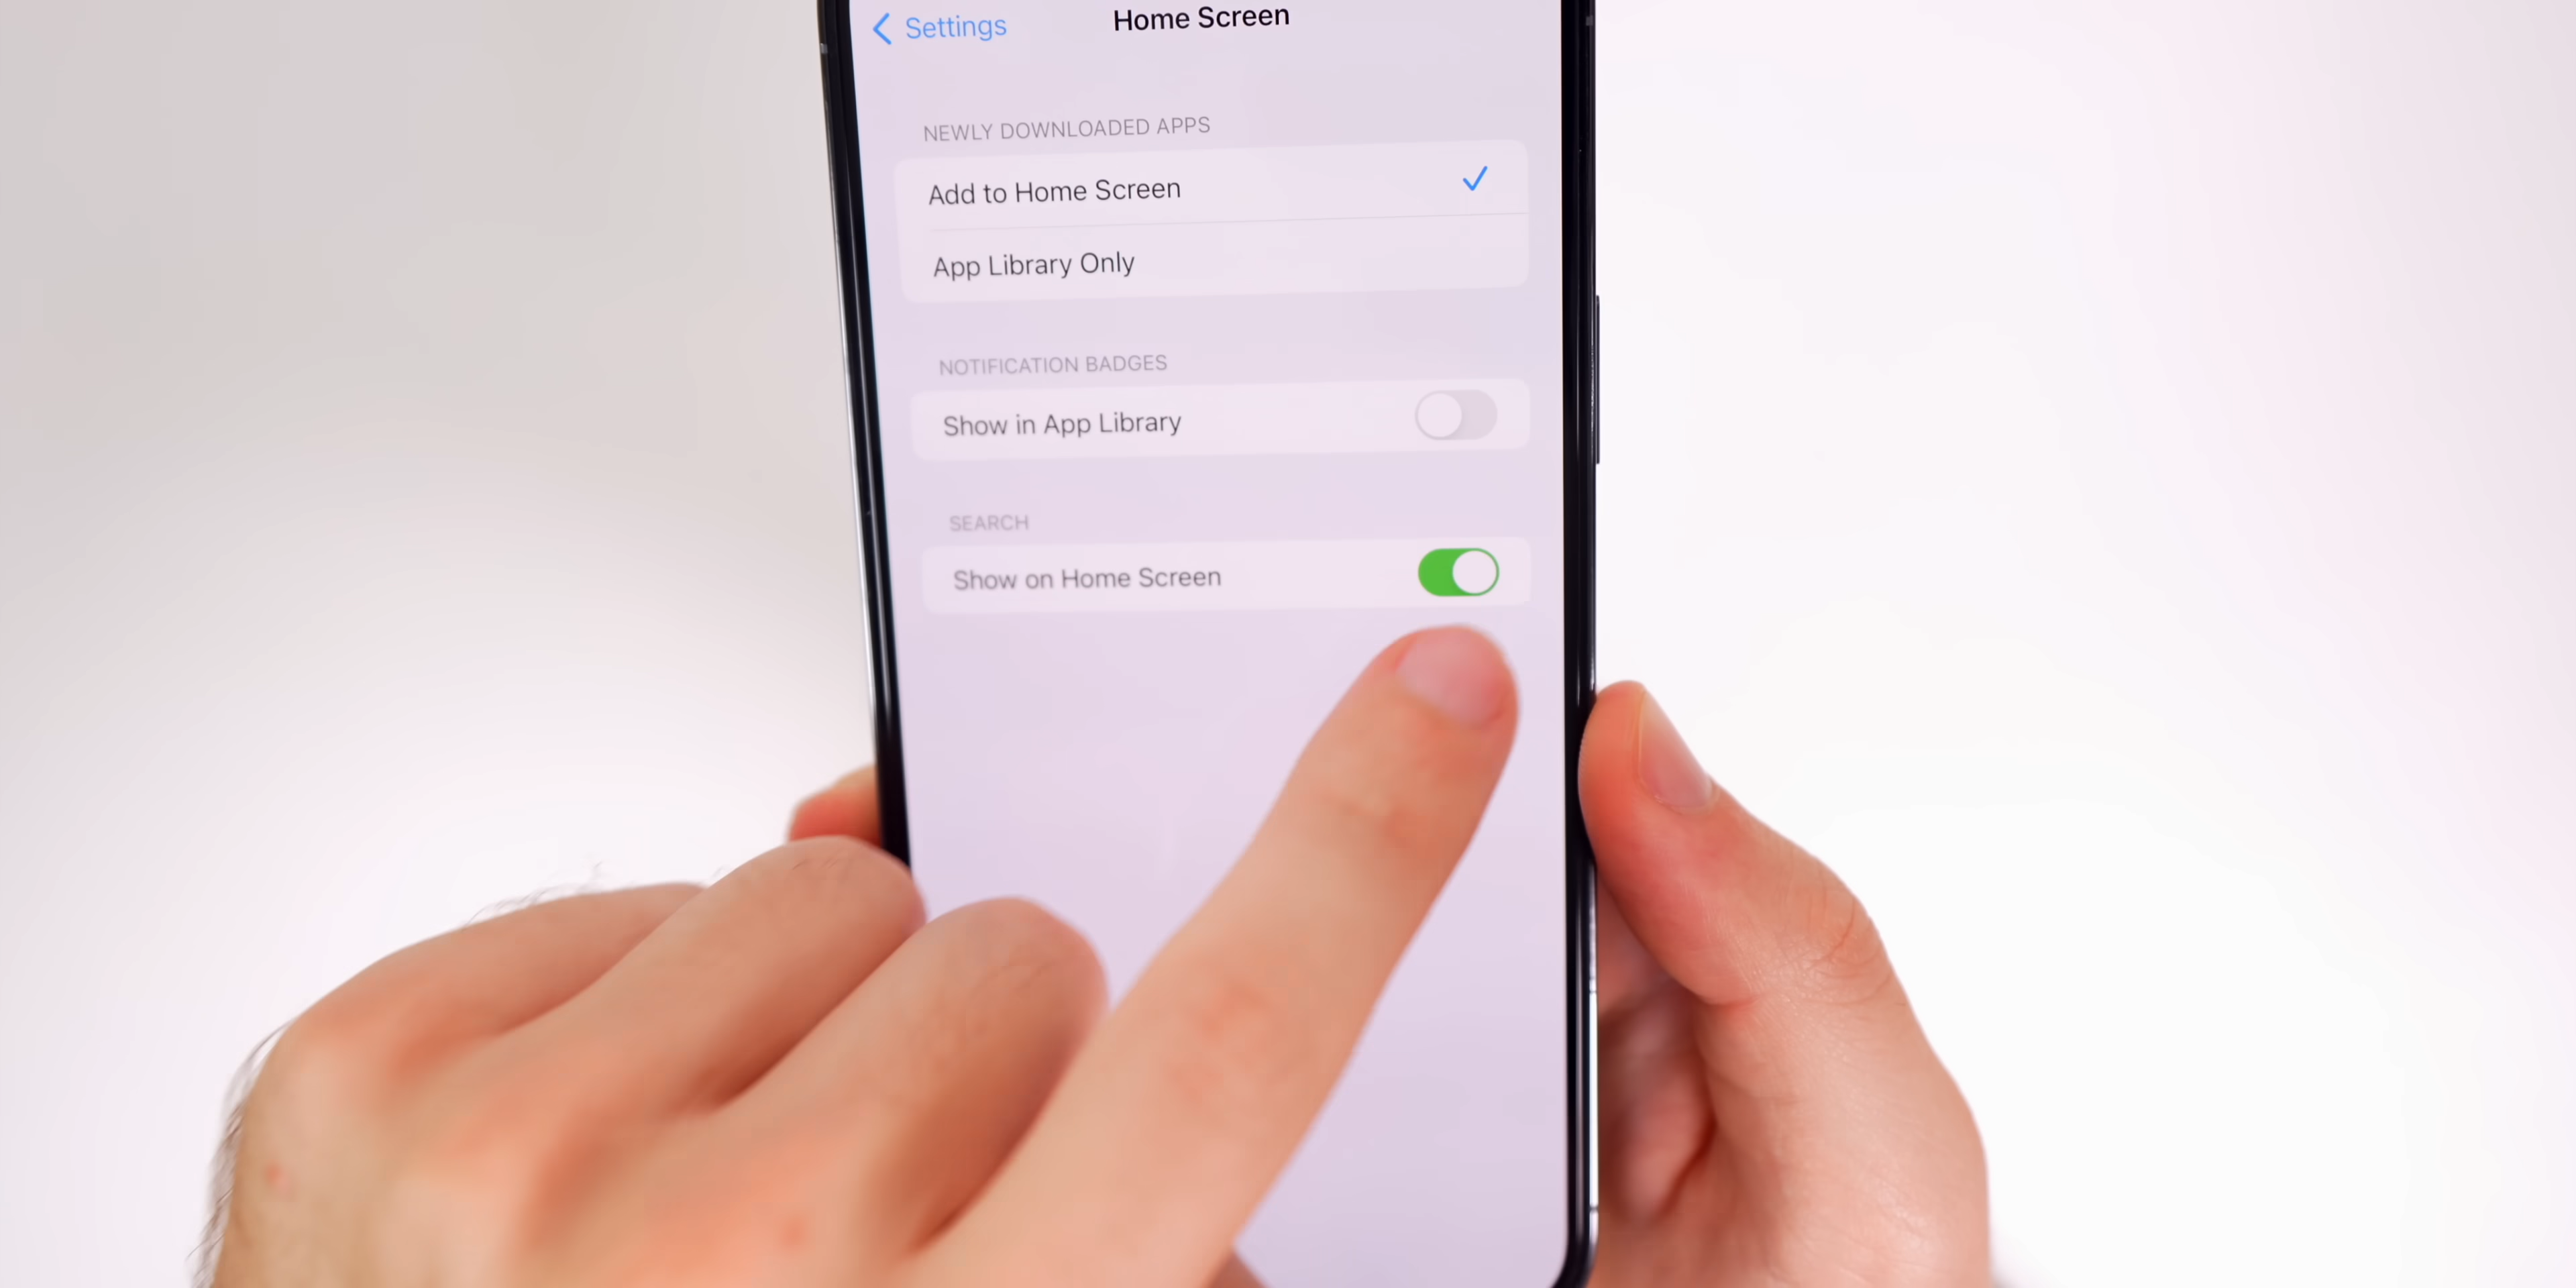 Settings
Home Screen
NEWLY DOWNLOADED APPS
Add to Home Screen
App Library Only
NOTIFICATION BADGES
Show in App Library
SEARCH
Show on Home Screen